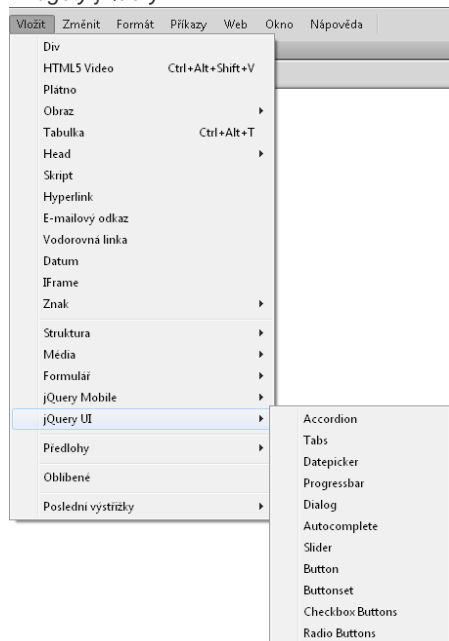 Vložit Změnit Formát Příkazy Web Okno Nápověda
Div
HTML5 Video Ctrl+Alt+Shift+V
Plátno
Obraz
Tabulka Ctrl+Alt+T
Head
Skript
Hyperlink
E-mailový odkaz
Vodorovná linka
Datum
IFrame
Znak
Struktura
Média
Formulář
jQuery Mobile
jQuery UI
Předlohy
Oblíbené
Poslední výstřižky
Accordion
Tabs
Datepicker
Progressbar
Dialog
Autocomplete
Slider
Button
Buttonset
Checkbox Buttons
Radio Buttons